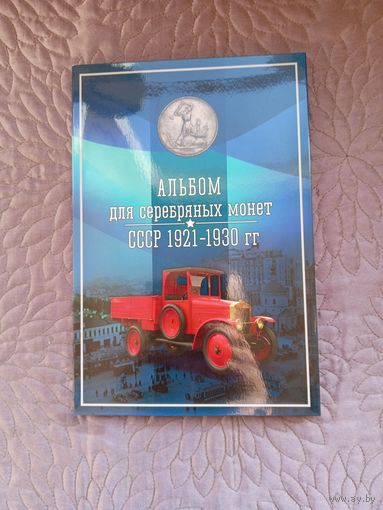 АЛЬБОМ
для серебряных монет
СССР 1921-1930 гг
www.ay.by